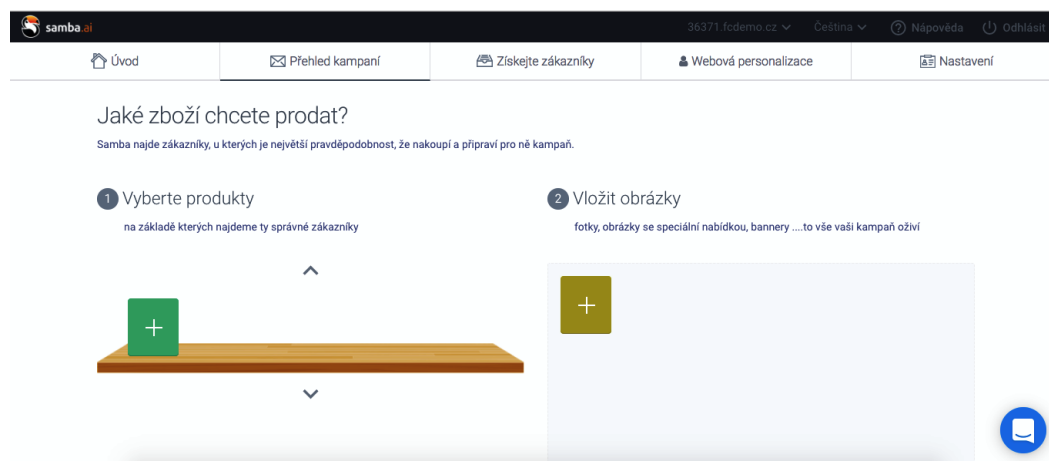 samba.ai
36371.fcdemo.cz
Čeština
Nápověda
Odhlásit
Úvod
Přehled kampaní
Získejte zákazníky
Webová personalizace
Nastavení
Jaké zboží chcete prodat?
Samba najde zákazníky, u kterých je největší pravděpodobnost, že nakoupí a připraví pro ně kampaň.
1 Vyberte produkty
na základě kterých najdeme ty správné zákazníky
2 Vložit obrázky
fotky, obrázky se speciální nabídkou, bannery ....to vše vaši kampaň oživí